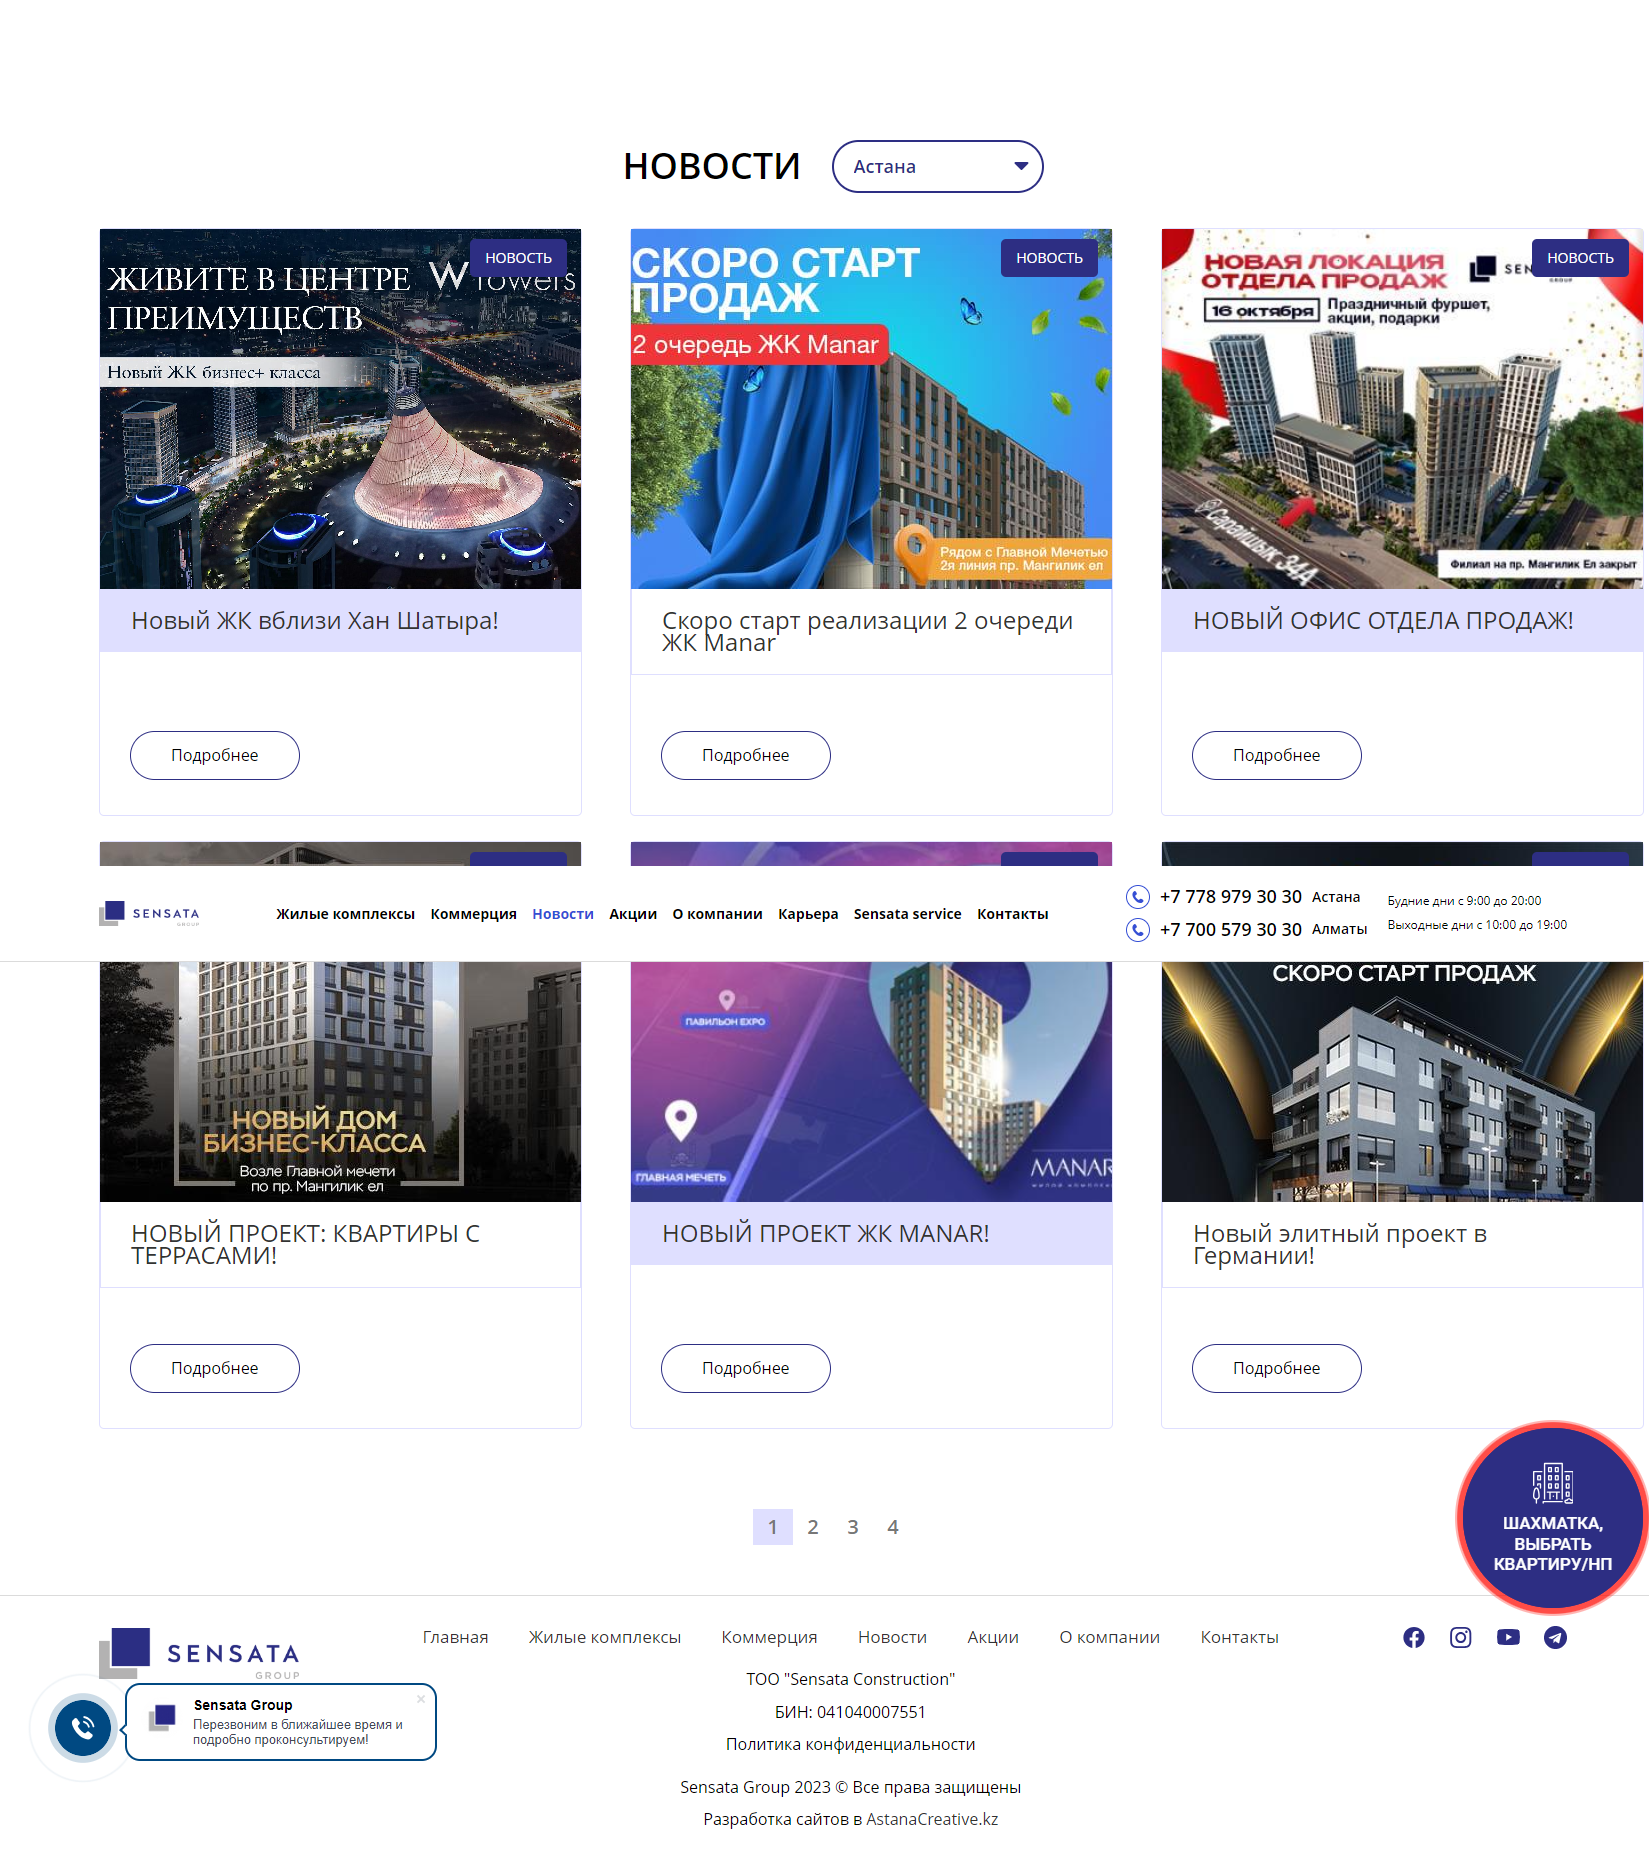 НОВОСТИ
Астана
НОВОСТЬ
ЖИВИТЕ В ЦЕНТРЕ
ПРЕИМУЩЕСТВ
W Towers
Новый ЖК бизнес+ класса
Новый ЖК вблизи Хан Шатыра!
Подробнее
НОВОСТЬ
СКОРО СТАРТ
ПРОДАЖ
2 очередь ЖК Manar
Рядом с Главной Мечетью
2я линия пр. Мангилик ел
Скоро старт реализации 2 очереди
ЖК Manar
Подробнее
НОВОСТЬ
НОВАЯ ЛОКАЦИЯ
ОТДЕЛА ПРОДАЖ
16 октября
Праздничный фуршет,
акции, подарки
Сарайшык 34А
Филиал на пр. Мангилик Ел закрыт
НОВЫЙ ОФИС ОТДЕЛА ПРОДАЖ!
Подробнее
SENSATA
GROUP
Жилые комплексы
Коммерция
Новости
Акции
О компании
Карьера
Sensata service
Контакты
+7 778 979 30 30 Астана
+7 700 579 30 30 Алматы
Будние дни с 9:00 до 20:00
Выходные дни с 10:00 до 19:00
НОВЫЙ ДОМ
БИЗНЕС-КЛАССА
Возле Главной мечети
по пр. Мангилик ел
НОВЫЙ ПРОЕКТ: КВАРТИРЫ С
ТЕРРАСАМИ!
Подробнее
ПАВИЛЬОН EXPO
ГЛАВНАЯ МЕЧЕТЬ
MANAR
НОВЫЙ ПРОЕКТ ЖК MANAR!
Подробнее
СКОРО СТАРТ ПРОДАЖ
Новый элитный проект в
Германии!
Подробнее
1 2 3 4
ШАХМАТКА,
ВЫБРАТЬ
КВАРТИРУ/НП
SENSATA
GROUP
Главная
Жилые комплексы
Коммерция
Новости
Акции
О компании
Контакты
ТОО "Sensata Construction"
БИН: 041040007551
Политика конфиденциальности
Sensata Group 2023 © Все права защищены
Разработка сайтов в AstanaCreative.kz
Sensata Group
Перезвоним в ближайшее время и
подробно проконсультируем!